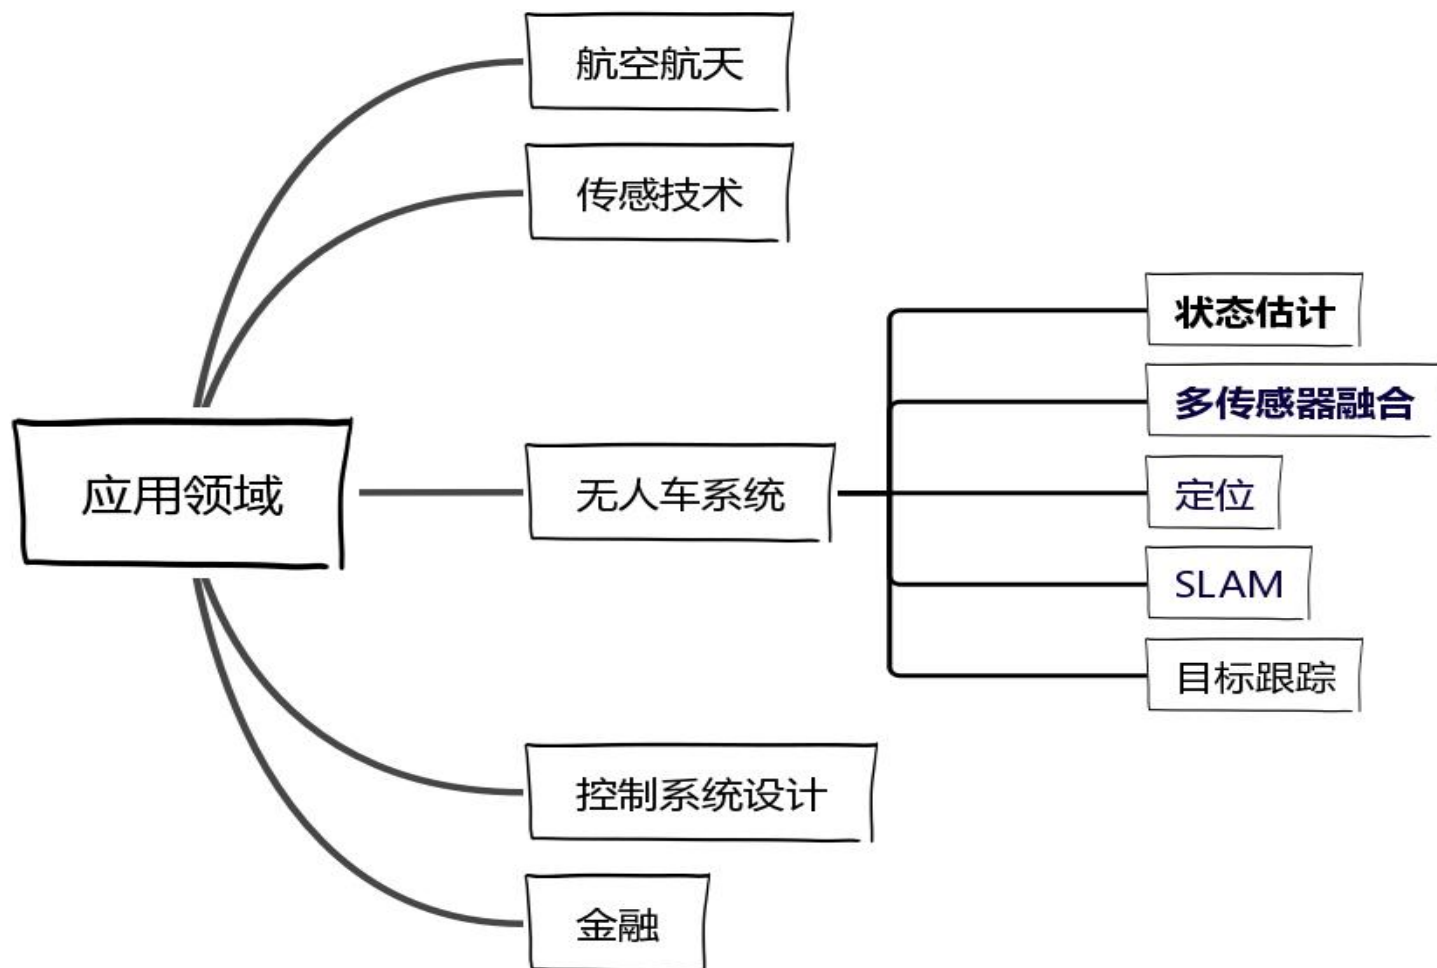 航空航天
传感技术
应用领域
无人车系统
状态估计
多传感器融合
定位
SLAM
目标跟踪
控制系统设计
金融